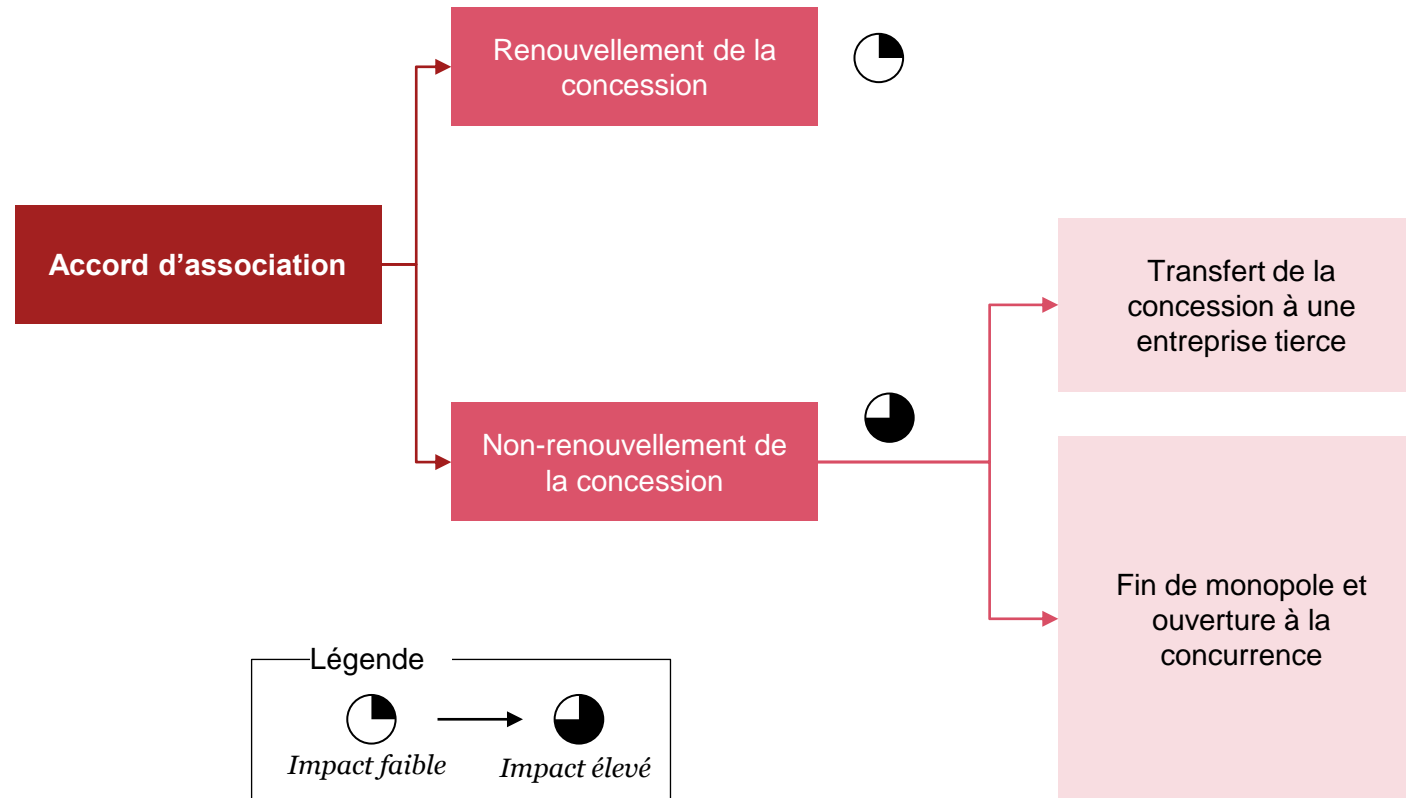 Renouvellement de la
concession
Accord d’association
Transfert de la
concession à une
entreprise tierce
Non-renouvellement de
la concession
Fin de monopole et
ouverture à la
concurrence
Légende
Impact faible
Impact élevé